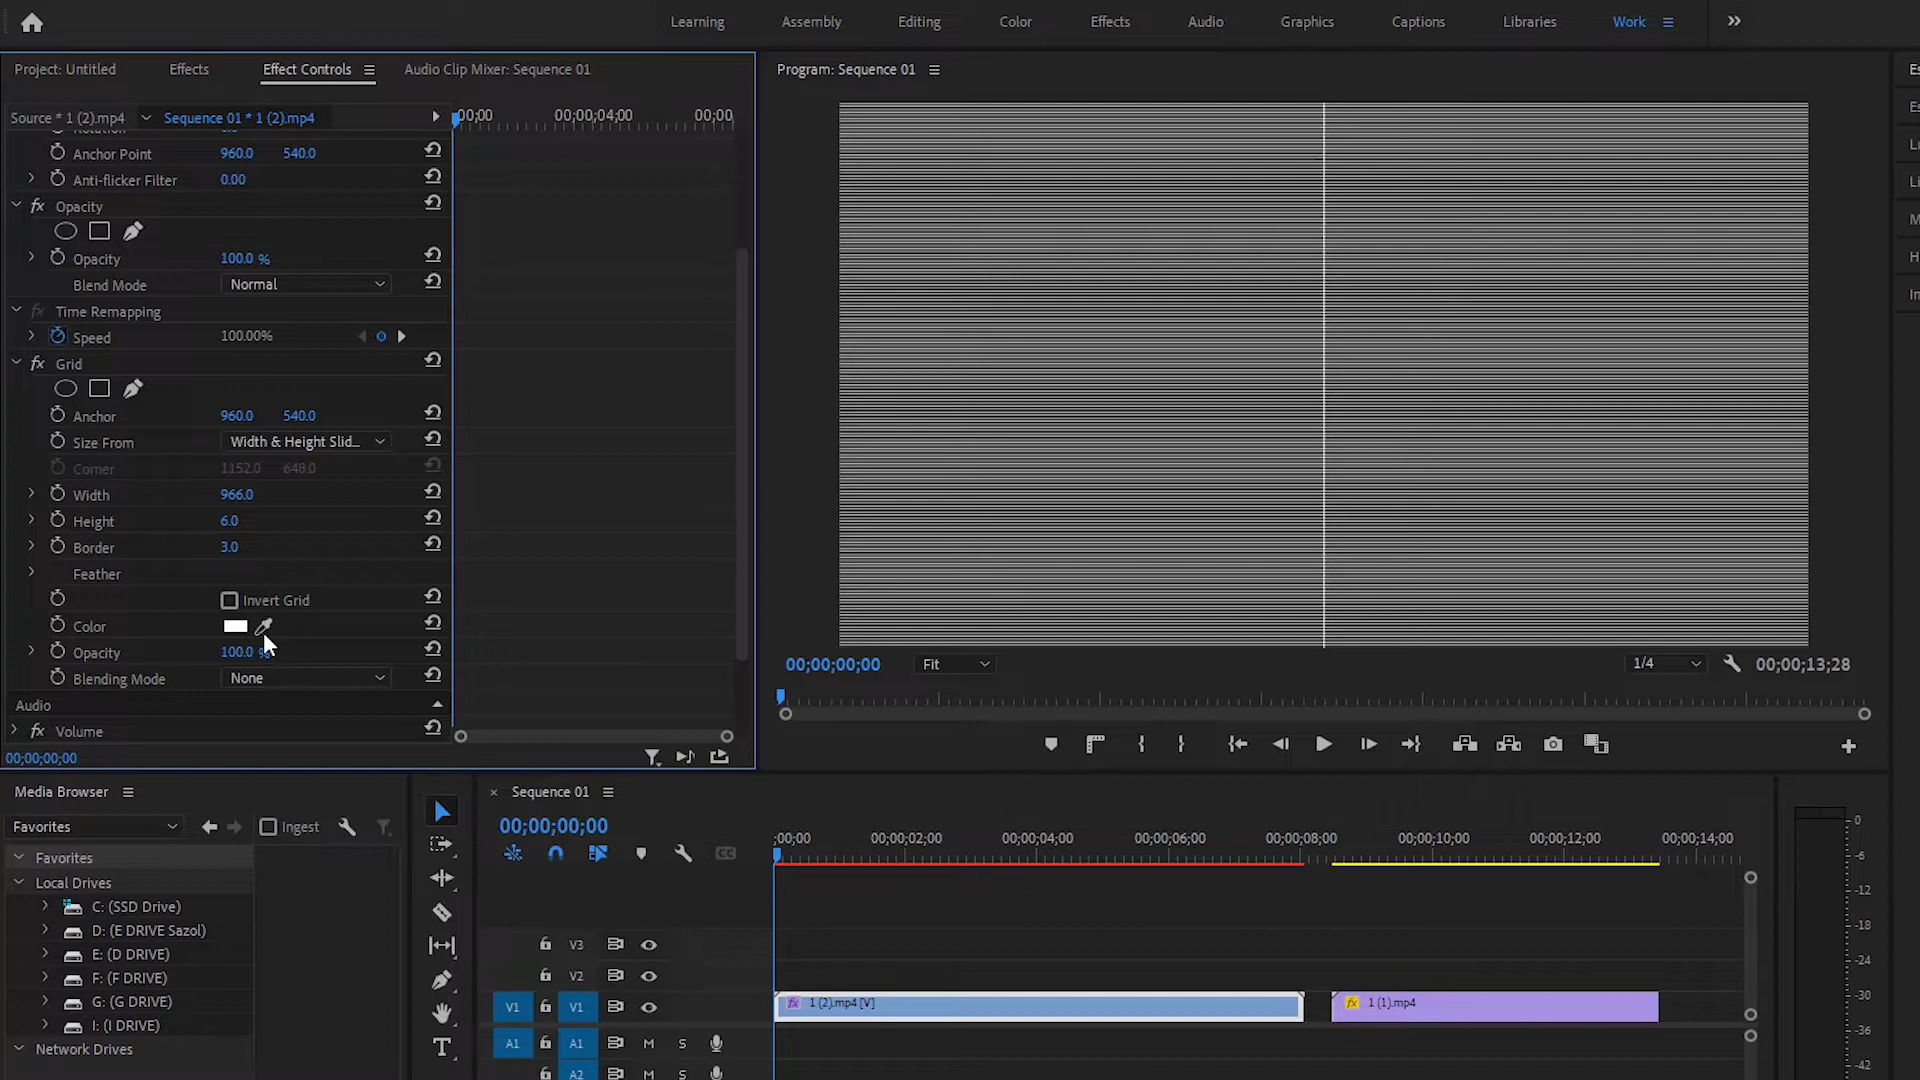 Learning Assembly Editing Color Effects Audio Graphics Captions Libraries Work
Project: Untitled Effects Effect Controls Audio Clip Mixer: Sequence 01
Source * 1 (2).mp4 Sequence 01 * 1 (2).mp4 00;00 00;00;04;00 00;00
Anchor Point 960.0 540.0
Anti-flicker Filter 0.00
fx Opacity
Opacity 100.0 %
Blend Mode Normal
fx Time Remapping
Speed 100.00%
fx Grid
Anchor 960.0 540.0
Size From Width & Height Slid...
Corner 1152.0 648.0
Width 966.0
Height 6.0
Border 3.0
Feather
Invert Grid
Color
Opacity 100.0 %
Blending Mode None
Audio
fx Volume
00;00;00;00
Program: Sequence 01
00;00;00;00 Fit 1/4 00;00;13;28
Media Browser
Favorites Ingest
Favorites
Local Drives
C: (SSD Drive)
D: (E DRIVE Sazol)
E: (D DRIVE)
F: (F DRIVE)
G: (G DRIVE)
I: (I DRIVE)
Network Drives
× Sequence 01
00;00;00;00
;00;00 00;00;02;00 00;00;04;00 00;00;06;00 00;00;08;00 00;00;10;00 00;00;12;00 00;00;14;00
CC
V3
V2
V1 V1 fx 1 (2).mp4 [V] fx 1 (1).mp4
A1 A1 M S
A2 M S
0
-6
-12
-18
-24
-30
-36
-42